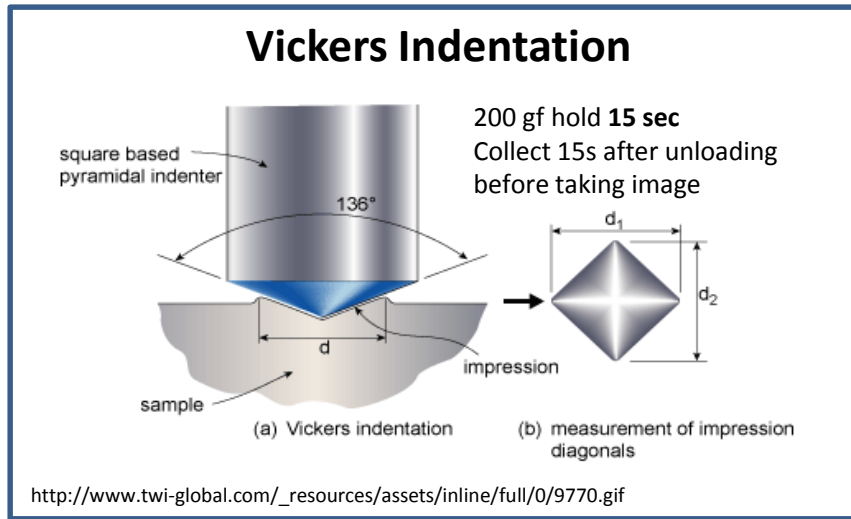 Vickers Indentation
200 gf hold 15 sec
Collect 15s after unloading
before taking image
square based
pyramidal indenter
136°
d1
d2
d
impression
sample
(a) Vickers indentation
(b) measurement of impression
diagonals
http://www.twi-global.com/_resources/assets/inline/full/0/9770.gif